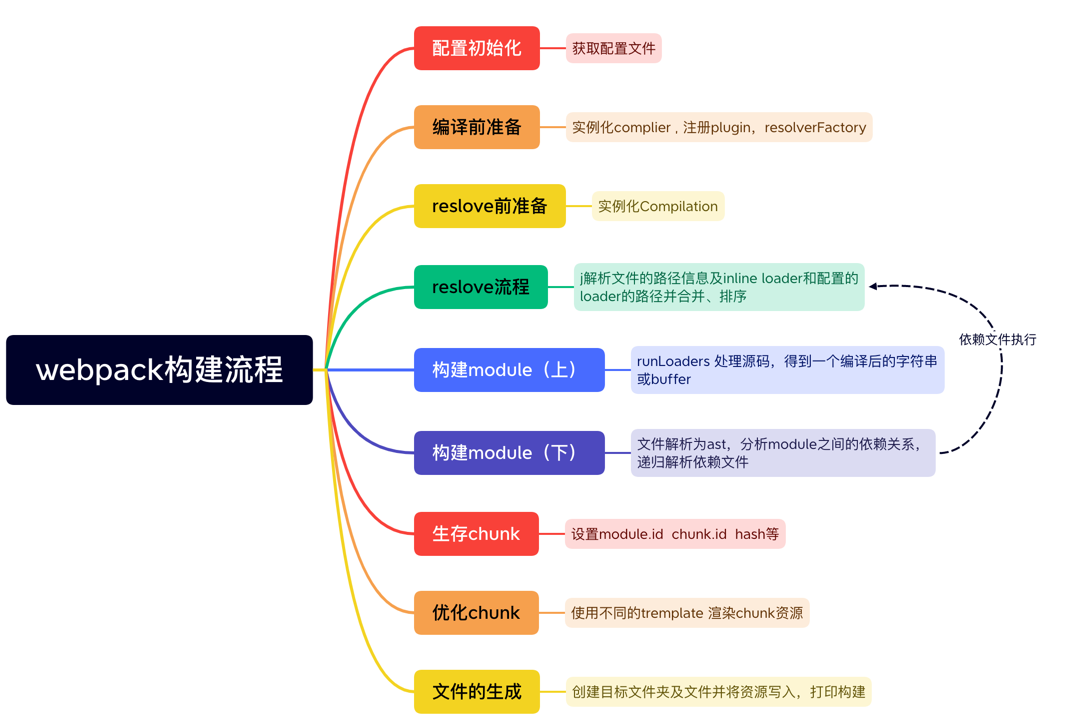 webpack构建流程
配置初始化
获取配置文件
编译前准备
实例化complier , 注册plugin，resolverFactory
reslove前准备
实例化Compilation
reslove流程
j解析文件的路径信息及inline loader和配置的
loader的路径并合并、排序
依赖文件执行
构建module（上）
runLoaders 处理源码，得到一个编译后的字符串
或buffer
构建module（下）
文件解析为ast，分析module之间的依赖关系，
递归解析依赖文件
生存chunk
设置module.id chunk.id hash等
优化chunk
使用不同的tremplate 渲染chunk资源
文件的生成
创建目标文件夹及文件并将资源写入，打印构建